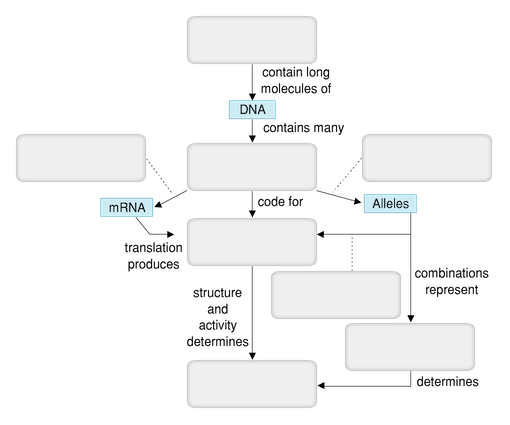 contain long
molecules of
DNA
contains many
mRNA
code for
Alleles
translation
produces
structure
and
activity
determines
combinations
represent
determines